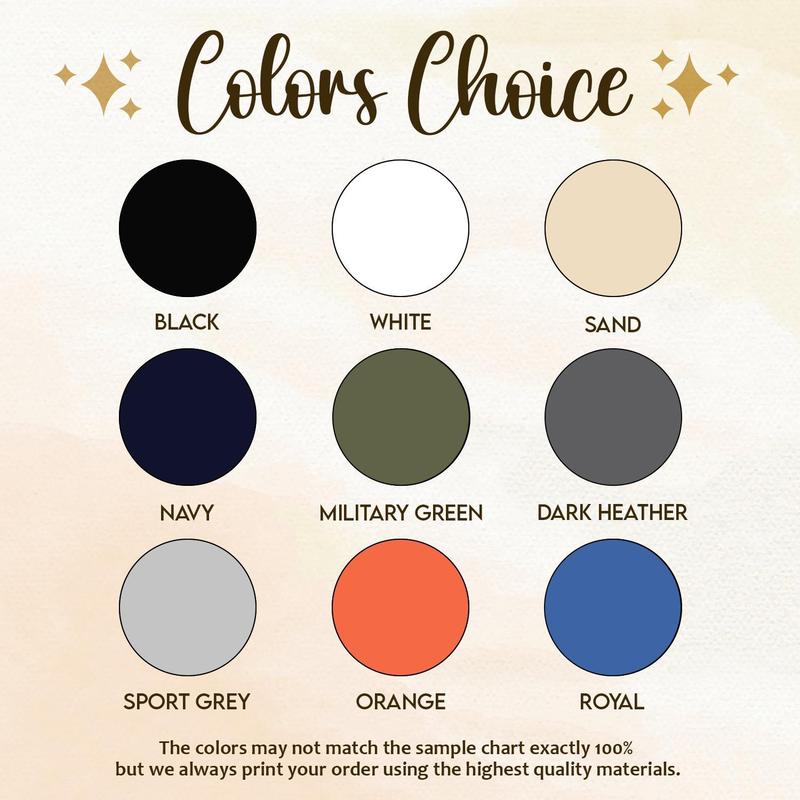 Colors Choice
BLACK WHITE SAND
NAVY MILITARY GREEN DARK HEATHER
SPORT GREY ORANGE ROYAL
The colors may not match the sample chart exactly 100%
but we always print your order using the highest quality materials.